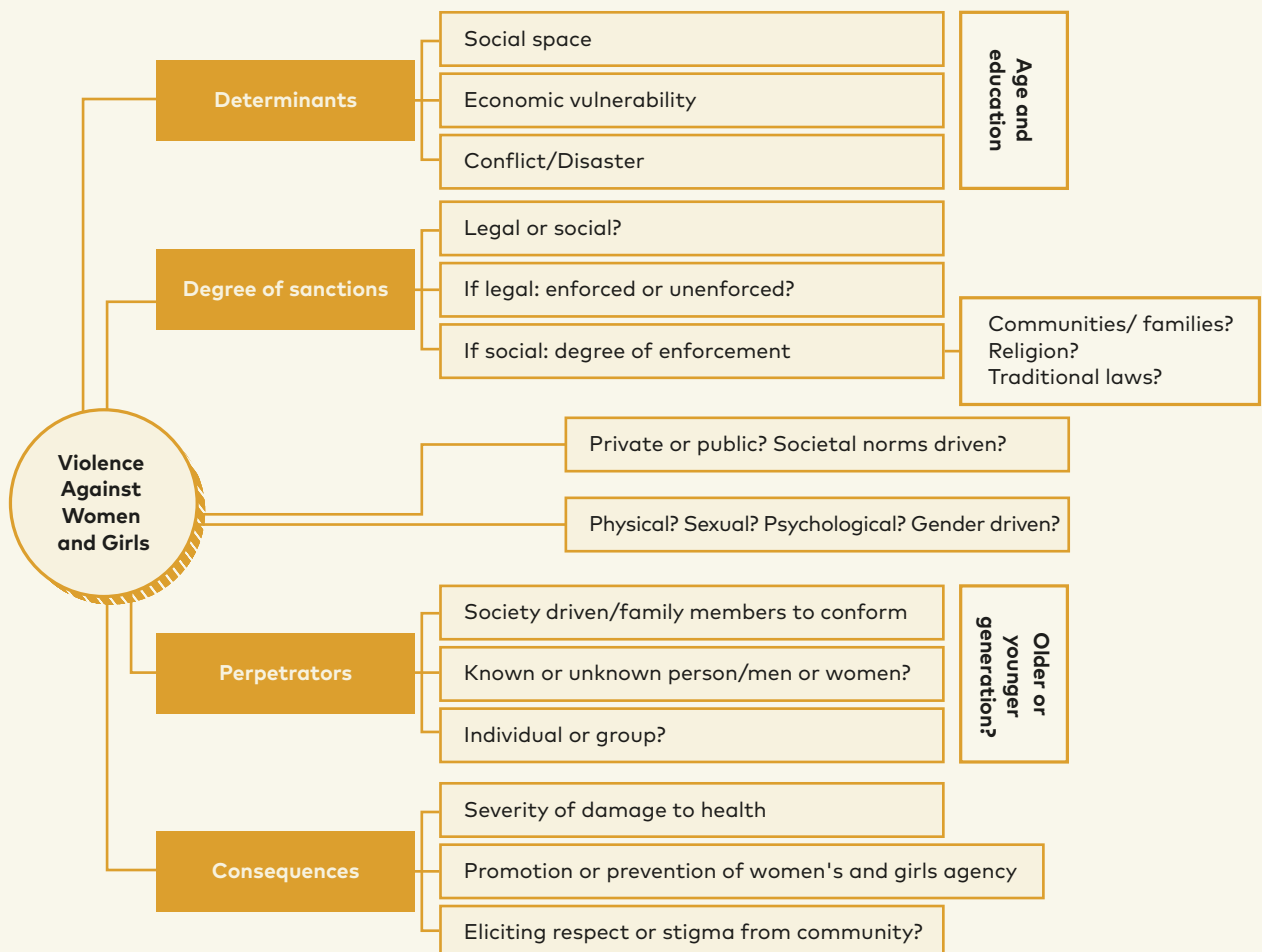 Social space
Determinants
Economic vulnerability
Conflict/Disaster
Age and
education
Legal or social?
Degree of sanctions
If legal: enforced or unenforced?
If social: degree of enforcement
Communities/ families?
Religion?
Traditional laws?
Violence
Against
Women
and Girls
Private or public? Societal norms driven?
Physical? Sexual? Psychological? Gender driven?
Society driven/family members to conform
Perpetrators
Known or unknown person/men or women?
Individual or group?
Older or
younger
generation?
Severity of damage to health
Consequences
Promotion or prevention of women's and girls agency
Eliciting respect or stigma from community?